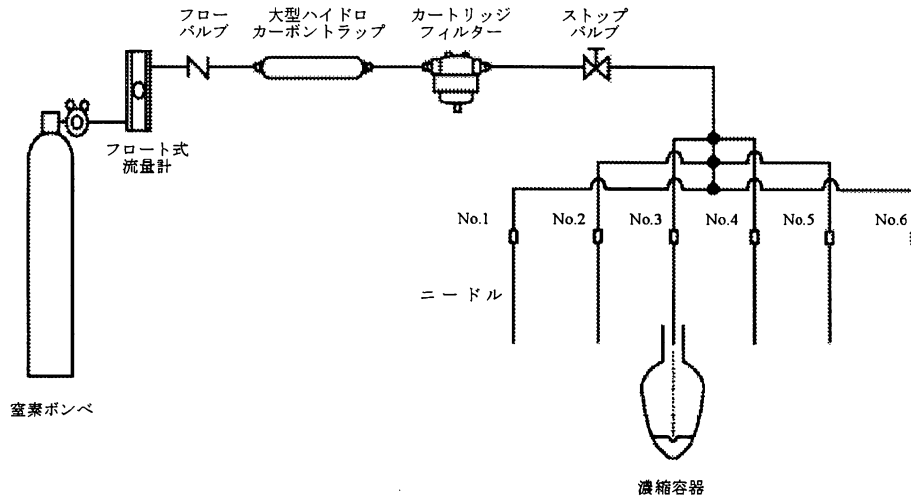 フロー
バルブ
大型ハイドロ
カーボントラップ
カートリッジ
フィルター
ストップ
バルブ
フロート式
流量計
No.1
No.2
No.3
No.4
No.5
No.6
ニードル
窒素ボンベ
濃縮容器